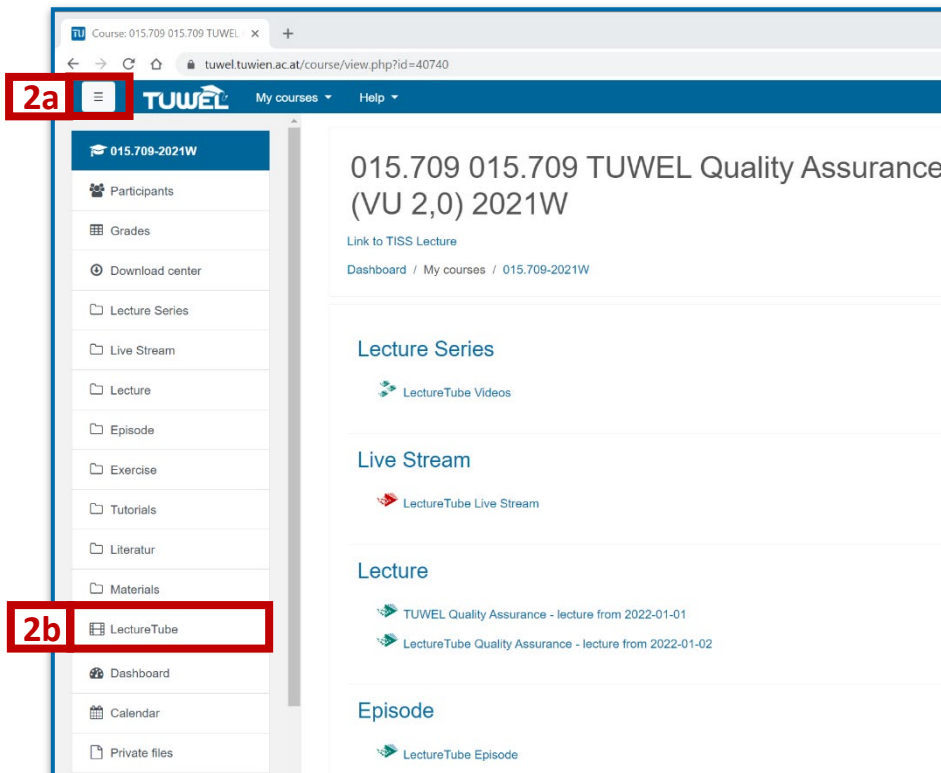 Course: 015.709 015.709 TUWEL
tuwel.tuwien.ac.at/course/view.php?id=40740
2a
TUWEL My courses Help
015.709-2021W
Participants
Grades
Download center
Lecture Series
Live Stream
Lecture
Episode
Exercise
Tutorials
Literatur
Materials
2b
LectureTube
Dashboard
Calendar
Private files
015.709 015.709 TUWEL Quality Assurance
(VU 2,0) 2021W
Link to TISS Lecture
Dashboard / My courses / 015.709-2021W
Lecture Series
LectureTube Videos
Live Stream
LectureTube Live Stream
Lecture
TUWEL Quality Assurance - lecture from 2022-01-01
LectureTube Quality Assurance - lecture from 2022-01-02
Episode
LectureTube Episode